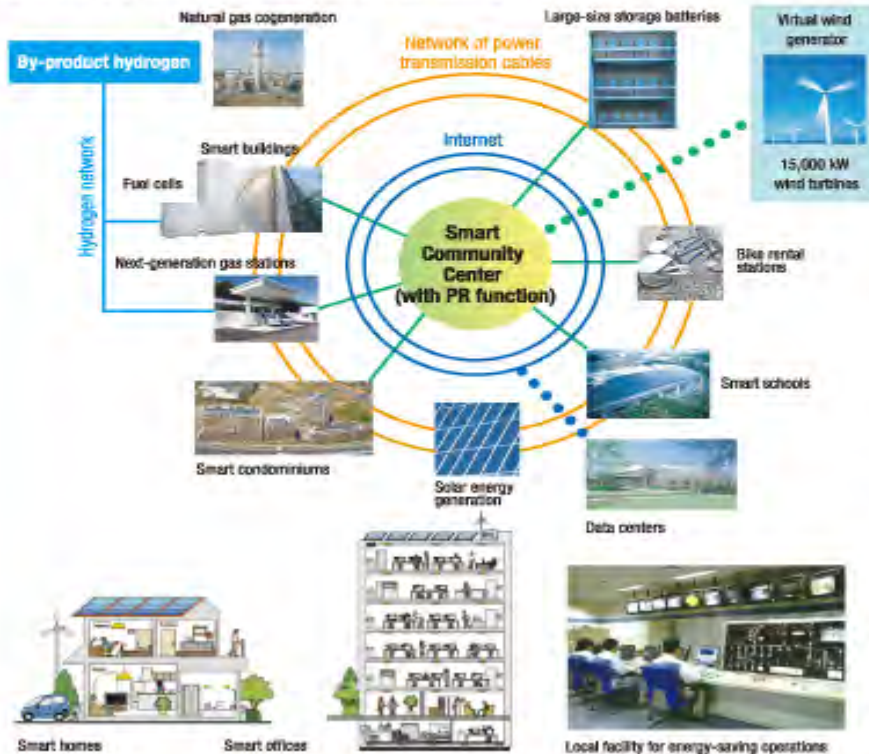 Natural gas cogeneration
Large-size storage batteries
Virtual wind
generator
By-product hydrogen
Network of power
transmission cables
Internet
Smart buildings
15,000 kW
wind turbines
Fuel cells
Hydrogen network
Smart
Community
Center
(with PR function)
Bike rental
stations
Next-generation gas stations
Smart schools
Smart condominiums
Solar energy
generation
Data centers
Smart homes
Smart offices
Local facility for energy-saving operations